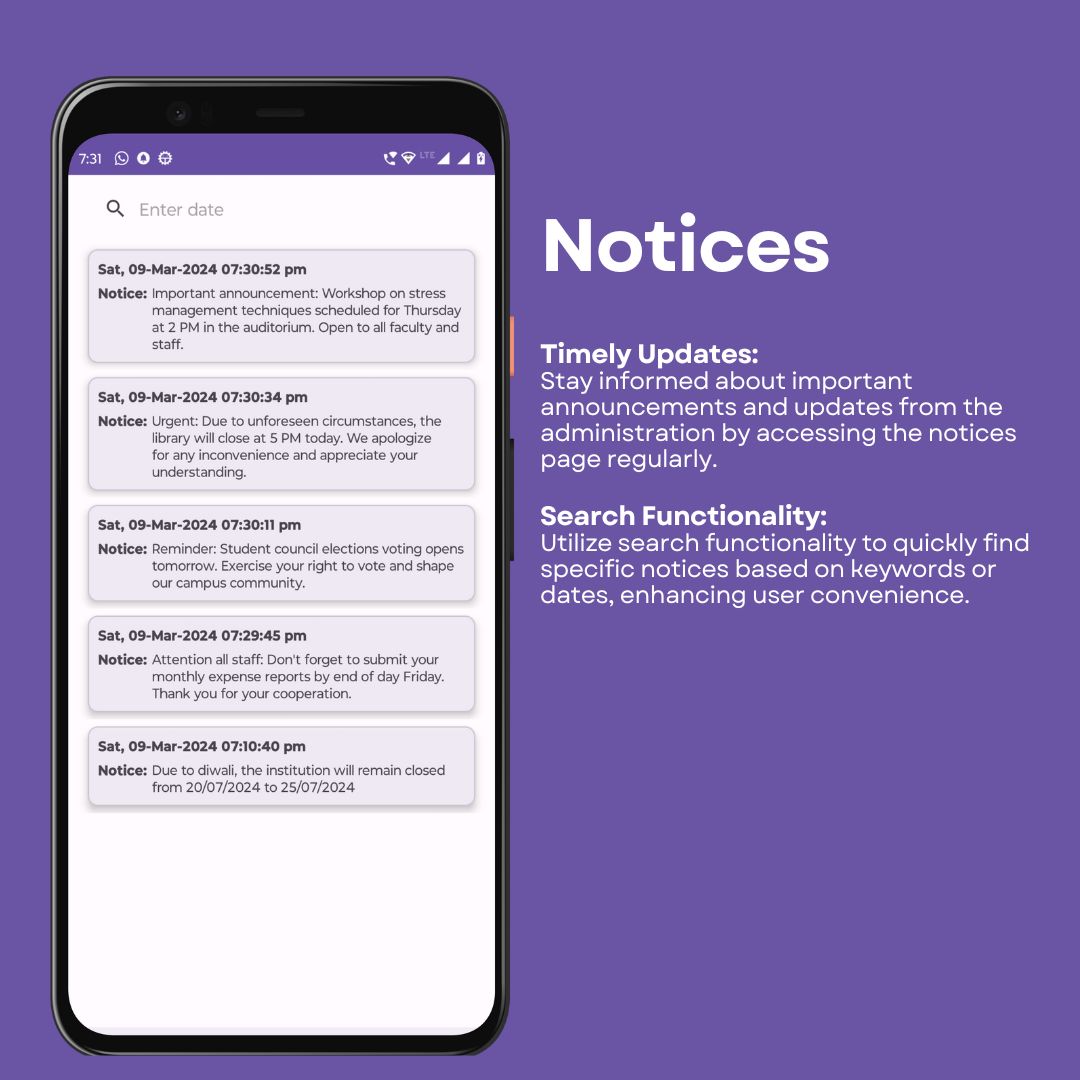 7:31
LTE
Enter date
Sat, 09-Mar-2024 07:30:52 pm
Notice: Important announcement: Workshop on stress
management techniques scheduled for Thursday
at 2 PM in the auditorium. Open to all faculty and
staff.
Sat, 09-Mar-2024 07:30:34 pm
Notice: Urgent: Due to unforeseen circumstances, the
library will close at 5 PM today. We apologize
for any inconvenience and appreciate your
understanding.
Sat, 09-Mar-2024 07:30:11 pm
Notice: Reminder: Student council elections voting opens
tomorrow. Exercise your right to vote and shape
our campus community.
Sat, 09-Mar-2024 07:29:45 pm
Notice: Attention all staff: Don't forget to submit your
monthly expense reports by end of day Friday.
Thank you for your cooperation.
Sat, 09-Mar-2024 07:10:40 pm
Notice: Due to diwali, the institution will remain closed
from 20/07/2024 to 25/07/2024
Notices
Timely Updates:
Stay informed about important
announcements and updates from the
administration by accessing the notices
page regularly.
Search Functionality:
Utilize search functionality to quickly find
specific notices based on keywords or
dates, enhancing user convenience.